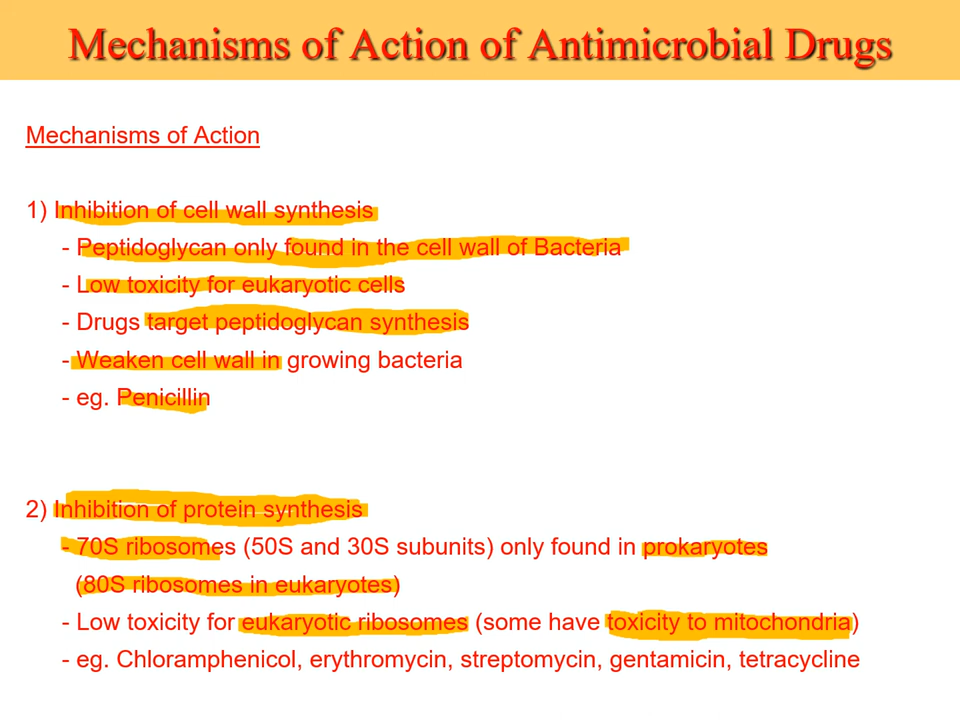 Mechanisms of Action of Antimicrobial Drugs
Mechanisms of Action
1) Inhibition of cell wall synthesis
- Peptidoglycan only found in the cell wall of Bacteria
- Low toxicity for eukaryotic cells
- Drugs target peptidoglycan synthesis
- Weaken cell wall in growing bacteria
- eg. Penicillin
2) Inhibition of protein synthesis
- 70S ribosomes (50S and 30S subunits) only found in prokaryotes
(80S ribosomes in eukaryotes)
- Low toxicity for eukaryotic ribosomes (some have toxicity to mitochondria)
- eg. Chloramphenicol, erythromycin, streptomycin, gentamicin, tetracycline